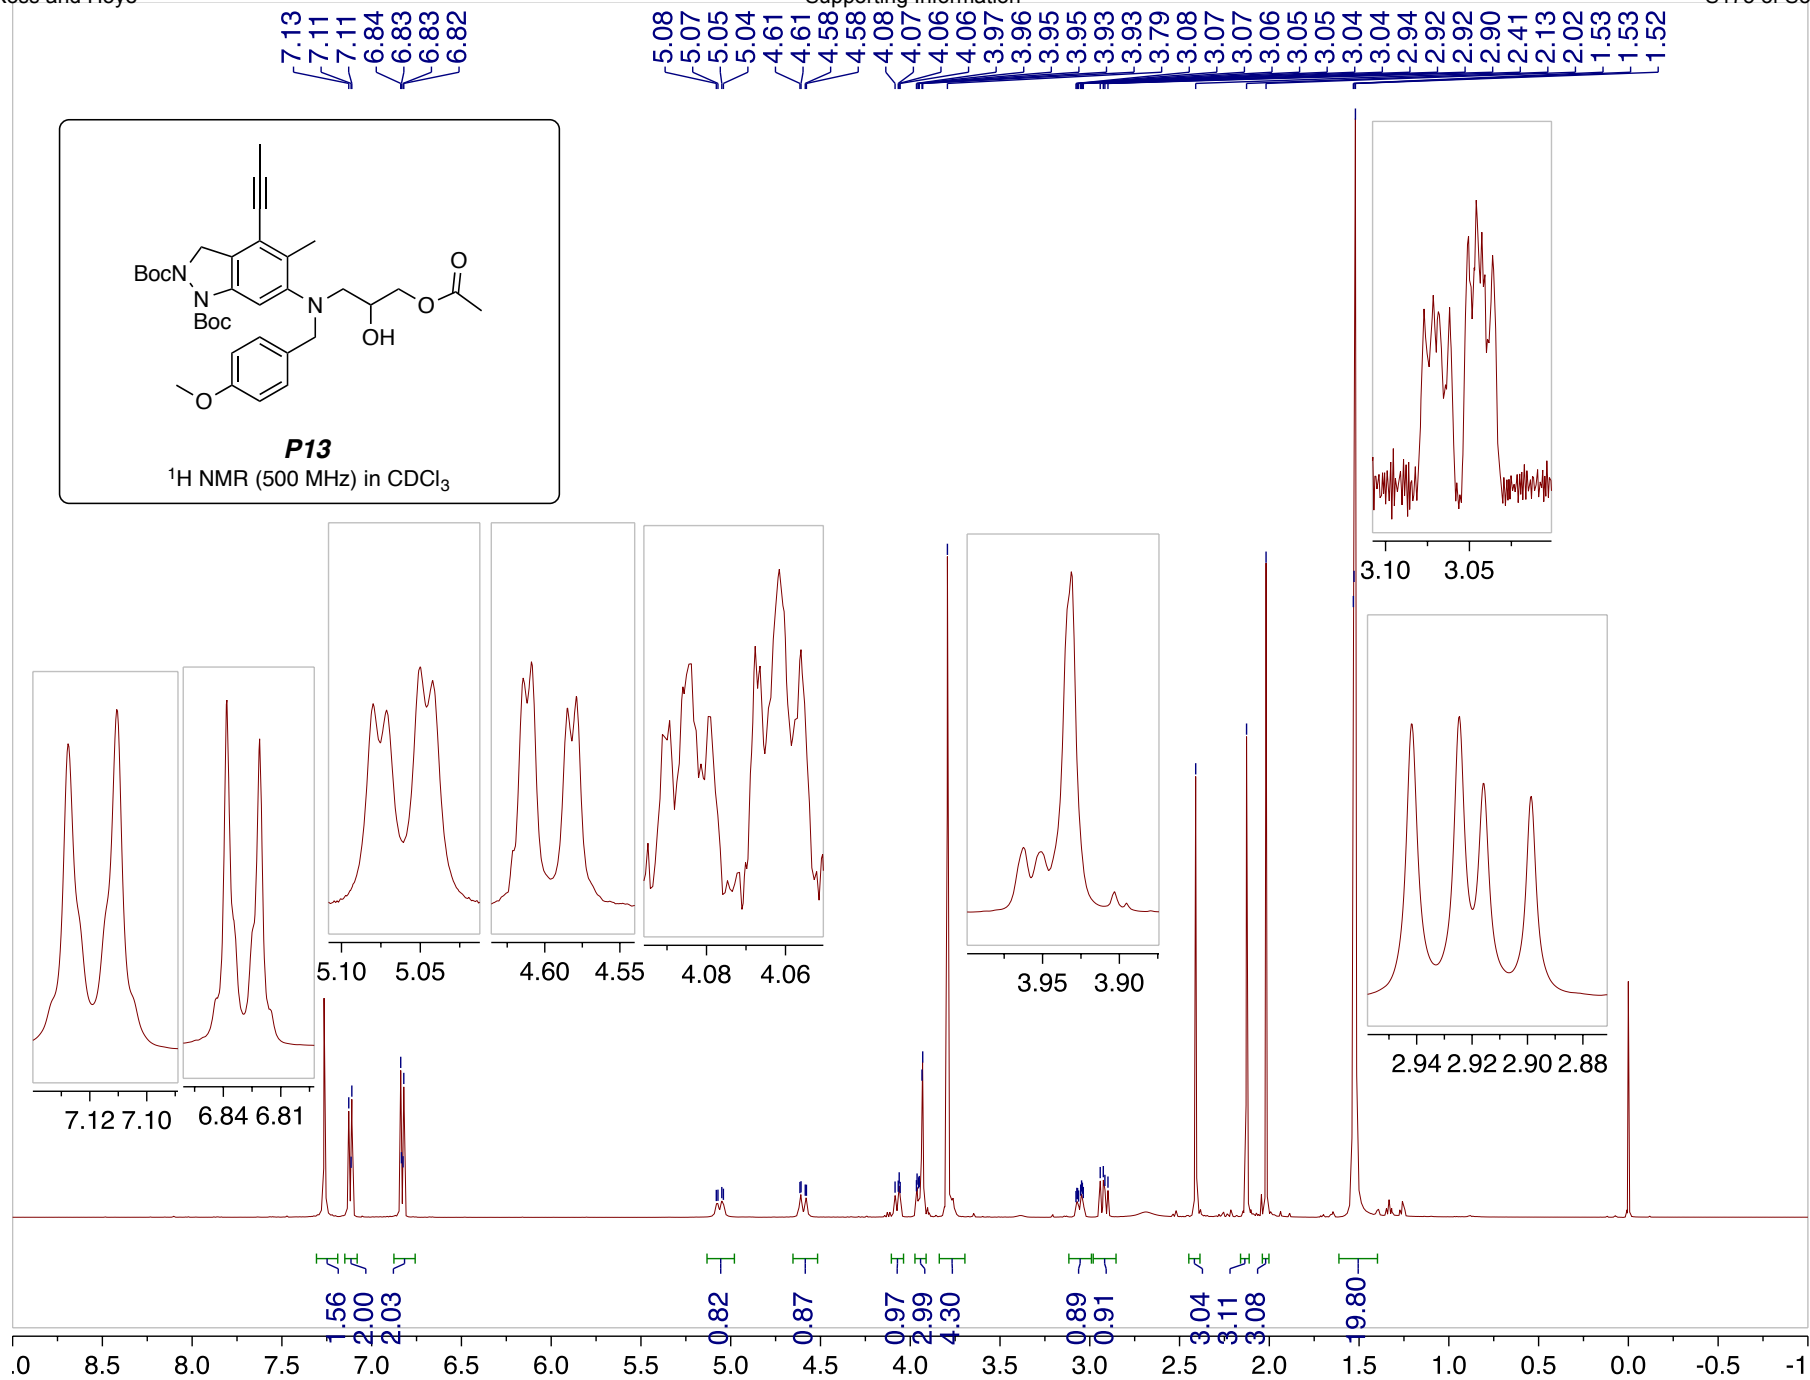 Supporting Information
7.13 7.11 7.11 6.84 6.83 6.83 6.82 5.08 5.07 5.05 5.04 4.61 4.61 4.58 4.58 4.08 4.07 4.06 4.06 3.97 3.96 3.95 3.95 3.93 3.93 3.79 3.08 3.07 3.07 3.06 3.05 3.05 3.04 3.04 2.94 2.92 2.92 2.90 2.41 2.13 2.02 1.53 1.53 1.52
O
BocN
N
Boc
N
O
OH
O
P13
¹H NMR (500 MHz) in CDCl₃
3.10 3.05
5.10 5.05
4.60 4.55
4.08 4.06
3.95 3.90
2.94 2.92 2.90 2.88
7.12 7.10
6.84 6.81
1.56 2.00 2.03 0.82 0.87 0.97 2.99 4.30 0.89 0.91 3.04 3.11 3.08 19.80
.0 8.5 8.0 7.5 7.0 6.5 6.0 5.5 5.0 4.5 4.0 3.5 3.0 2.5 2.0 1.5 1.0 0.5 0.0 -0.5 -1